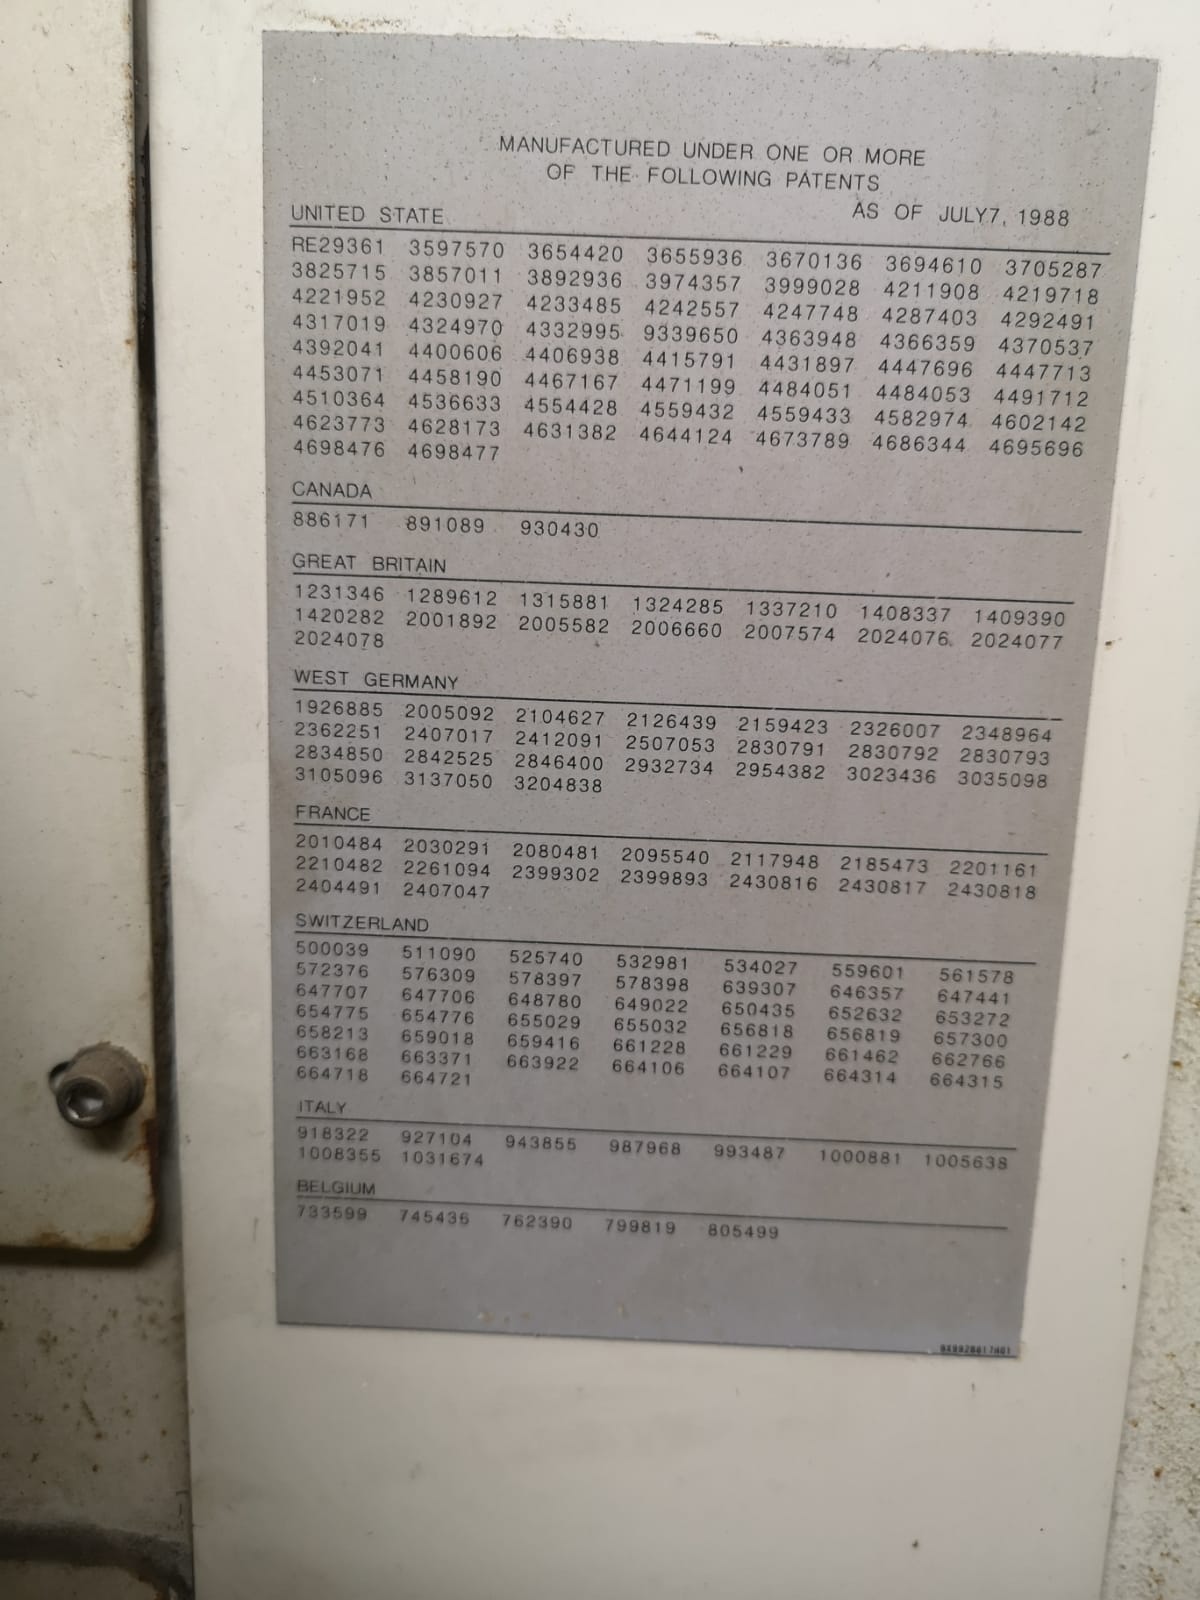 MANUFACTURED UNDER ONE OR MORE
OF THE FOLLOWING PATENTS
AS OF JULY7, 1988
UNITED STATE
RE29361 3597570 3654420 3655936 3670136 3694610 3705287
3825715 3857011 3892936 3974357 3999028 4211908 4219718
4221952 4230927 4233485 4242557 4247748 4287403 4292491
4317019 4324970 4332995 9339650 4363948 4366359 4370537
4392041 4400606 4406938 4415791 4431897 4447696 4447713
4453071 4458190 4467167 4471199 4484051 4484053 4491712
4510364 4536633 4554428 4559432 4559433 4582974 4602142
4623773 4628173 4631382 4644124 4673789 4686344 4695696
4698476 4698477
CANADA
886171 891089 930430
GREAT BRITAIN
1231346 1289612 1315881 1324285 1337210 1408337 1409390
1420282 2001892 2005582 2006660 2007574 2024076 2024077
2024078
WEST GERMANY
1926885 2005092 2104627 2126439 2159423 2326007 2348964
2362251 2407017 2412091 2507053 2830791 2830792 2830793
2834850 2842525 2846400 2932734 2954382 3023436 3035098
3105096 3137050 3204838
FRANCE
2010484 2030291 2080481 2095540 2117948 2185473 2201161
2210482 2261094 2399302 2399893 2430816 2430817 2430818
2404491 2407047
SWITZERLAND
500039 511090 525740 532981 534027 559601 561578
572376 576309 578397 578398 639307 646357 647441
647707 647706 648780 649022 650435 652632 653272
654775 654776 655029 655032 656818 656819 657300
658213 659018 659416 661228 661229 661462 662766
663168 663371 663922 664106 664107 664314 664315
664718 664721
ITALY
918322 927104 943855 987968 993487 1000881 1005638
1008355 1031674
BELGIUM
733599 745436 762390 799819 805499